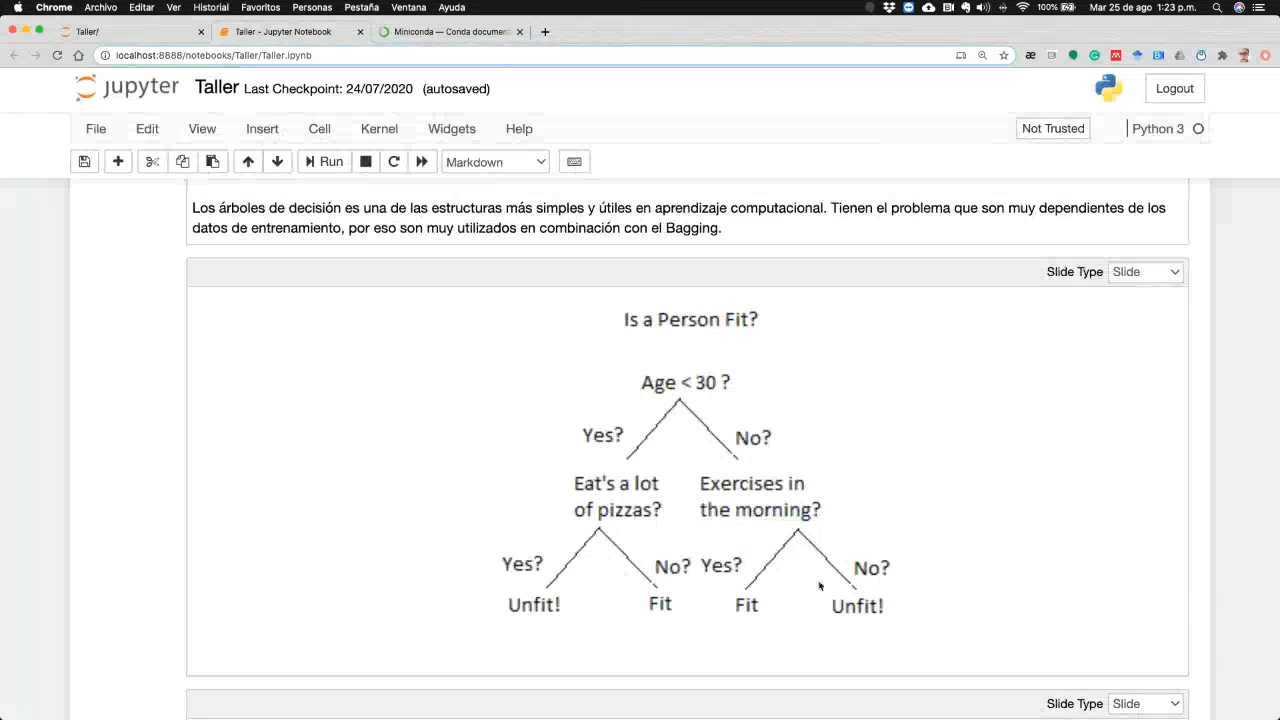 Chrome Archivo Editar Ver Historial Favoritos Personas Pestaña Ventana Ayuda 100% Mar 25 de ago 1:23 p.m.
Taller/ Taller - Jupyter Notebook Miniconda — Conda document
localhost:8888/notebooks/Taller/Taller.ipynb
jupyter Taller Last Checkpoint: 24/07/2020 (autosaved) Logout
File Edit View Insert Cell Kernel Widgets Help Not Trusted Python 3
Run Markdown
Los árboles de decisión es una de las estructuras más simples y útiles en aprendizaje computacional. Tienen el problema que son muy dependientes de los
datos de entrenamiento, por eso son muy utilizados en combinación con el Bagging.
Slide Type Slide
Is a Person Fit?
Age < 30 ?
Yes? No?
Eat's a lot Exercises in
of pizzas? the morning?
Yes? No? Yes? No?
Unfit! Fit Fit Unfit!
Slide Type Slide